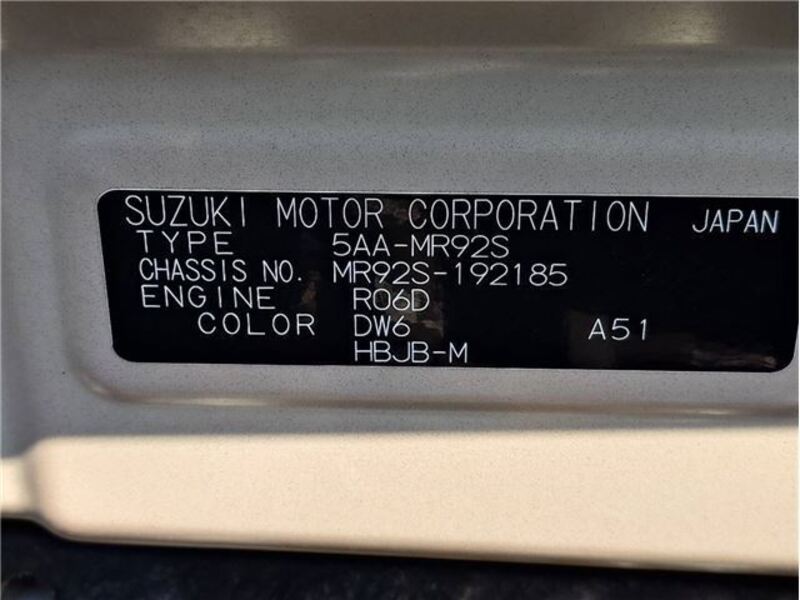 SUZUKI MOTOR CORPORATION JAPAN
TYPE 5AA-MR92S
CHASSIS NO. MR92S-192185
ENGINE R06D
COLOR DW6 A51
HBJB-M